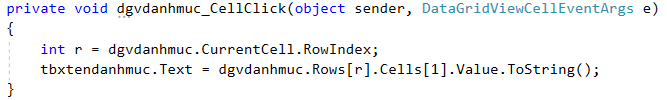 private void dgvdanhmuc_CellClick(object sender, DataGridViewCellEventArgs e)
{
    int r = dgvdanhmuc.CurrentCell.RowIndex;
    tbxtendanhmuc.Text = dgvdanhmuc.Rows[r].Cells[1].Value.ToString();
}